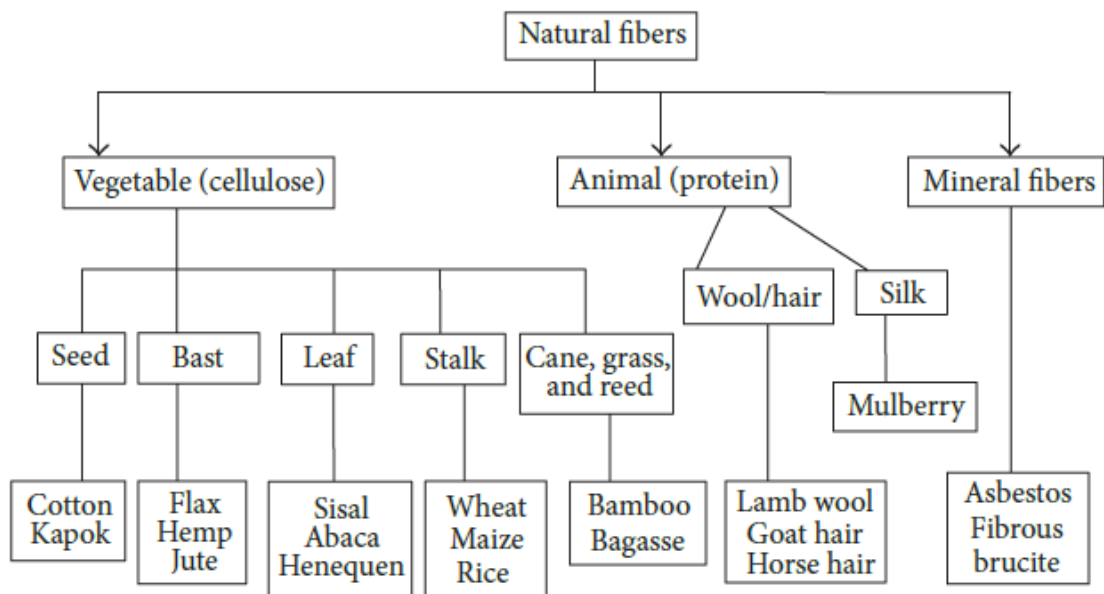 Natural fibers
Vegetable (cellulose)
Animal (protein)
Mineral fibers
Wool/hair
Silk
Seed
Bast
Leaf
Stalk
Cane, grass,
and reed
Mulberry
Cotton
Kapok
Flax
Hemp
Jute
Sisal
Abaca
Henequen
Wheat
Maize
Rice
Bamboo
Bagasse
Lamb wool
Goat hair
Horse hair
Asbestos
Fibrous
brucite